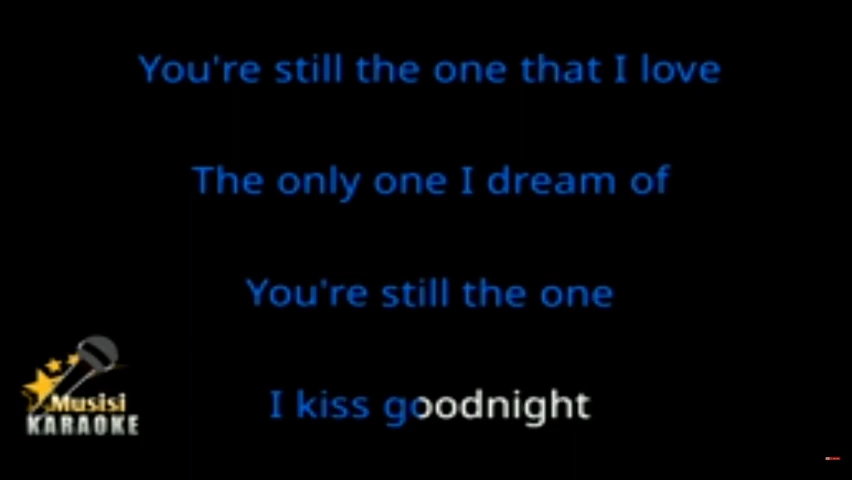 You're still the one that I love
The only one I dream of
You're still the one
I kiss goodnight
Musisi
KARAOKE